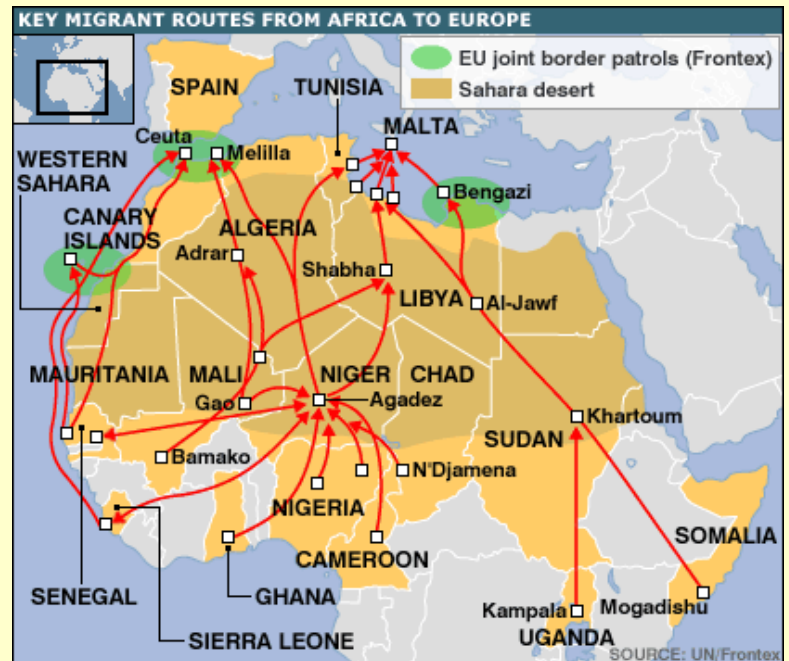 KEY MIGRANT ROUTES FROM AFRICA TO EUROPE
EU joint border patrols (Frontex)
Sahara desert
SPAIN
TUNISIA
MALTA
Ceuta
Melilla
WESTERN
SAHARA
Bengazi
CANARY
ISLANDS
ALGERIA
Adrar
Shabha
LIBYA
Al-Jawf
MAURITANIA
MALI
NIGER
CHAD
Gao
Agadez
Khartoum
SUDAN
Bamako
N'Djamena
NIGERIA
SOMALIA
CAMEROON
SENEGAL
GHANA
Kampala
Mogadishu
SIERRA LEONE
UGANDA
SOURCE: UN/Frontex